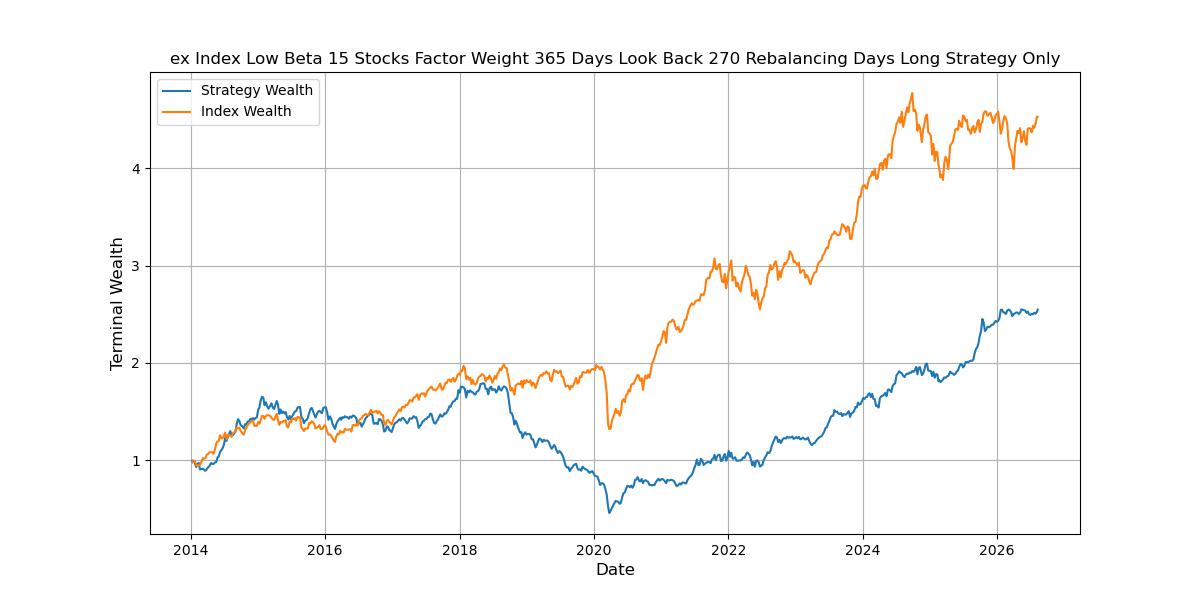 ex Index Low Beta 15 Stocks Factor Weight 365 Days Look Back 270 Rebalancing Days Long Strategy Only
Strategy Wealth
Index Wealth
Terminal Wealth
4
3
2
1
2014 2016 2018 2020 2022 2024 2026
Date